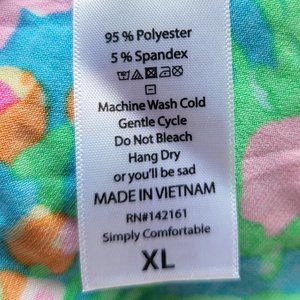 95% Polyester
5% Spandex
Machine Wash Cold
Gentle Cycle
Do Not Bleach
Hang Dry
or you'll be sad
MADE IN VIETNAM
RN#142161
Simply Comfortable
XL